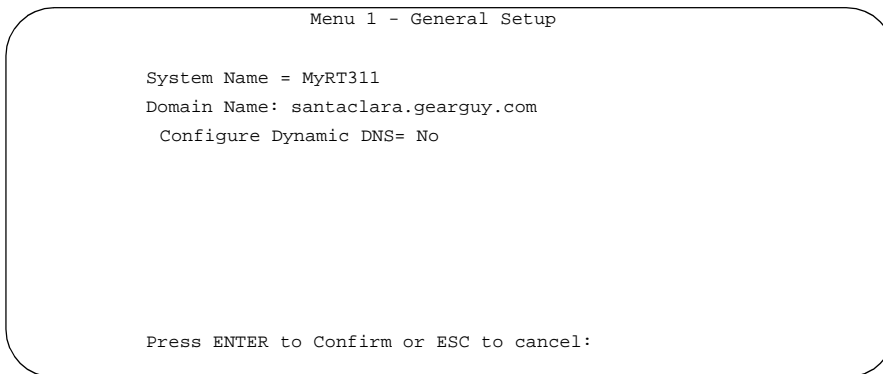 Menu 1 - General Setup
System Name = MyRT311
Domain Name: santaclara.gearguy.com
Configure Dynamic DNS= No
Press ENTER to Confirm or ESC to cancel: